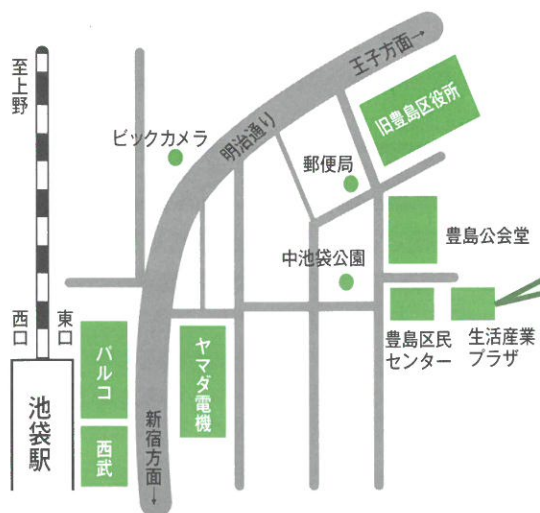 至上野
王子方面→
明治通り
ビックカメラ
旧豊島区役所
郵便局
豊島公会堂
中池袋公園
西口
東口
パルコ
ヤマダ電機
豊島区民
センター
生活産業
プラザ
池袋駅
西武
新宿方面→